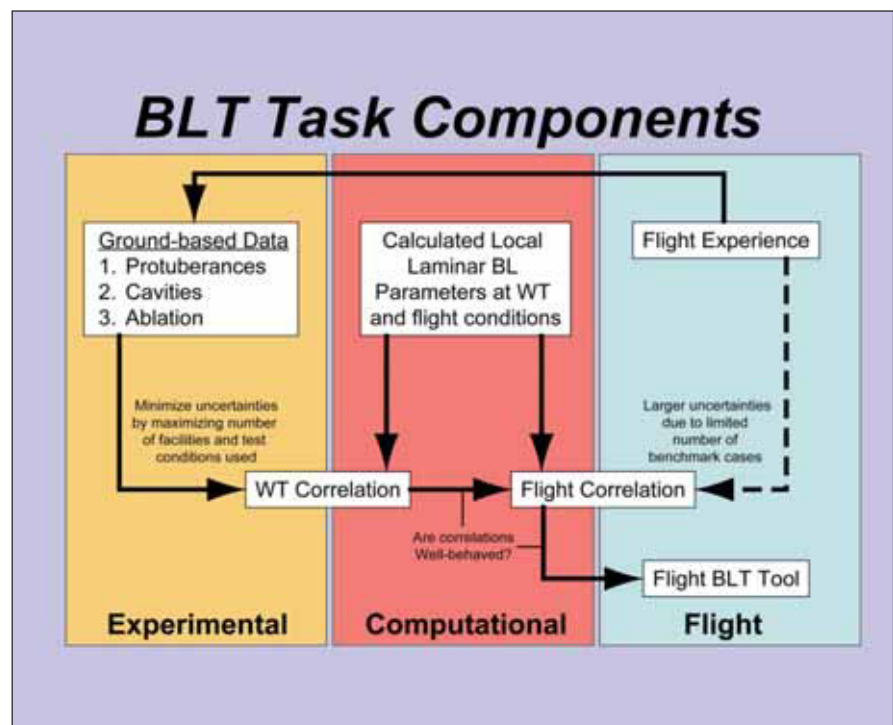 BLT Task Components
Ground-based Data
1. Protuberances
2. Cavities
3. Ablation
Calculated Local
Laminar BL
Parameters at WT
and flight conditions
Flight Experience
Minimize uncertainties
by maximizing number
of facilities and test
conditions used
Larger uncertainties
due to limited
number of
benchmark cases
WT Correlation
Flight Correlation
Are correlations
Well-behaved?
Flight BLT Tool
Experimental
Computational
Flight